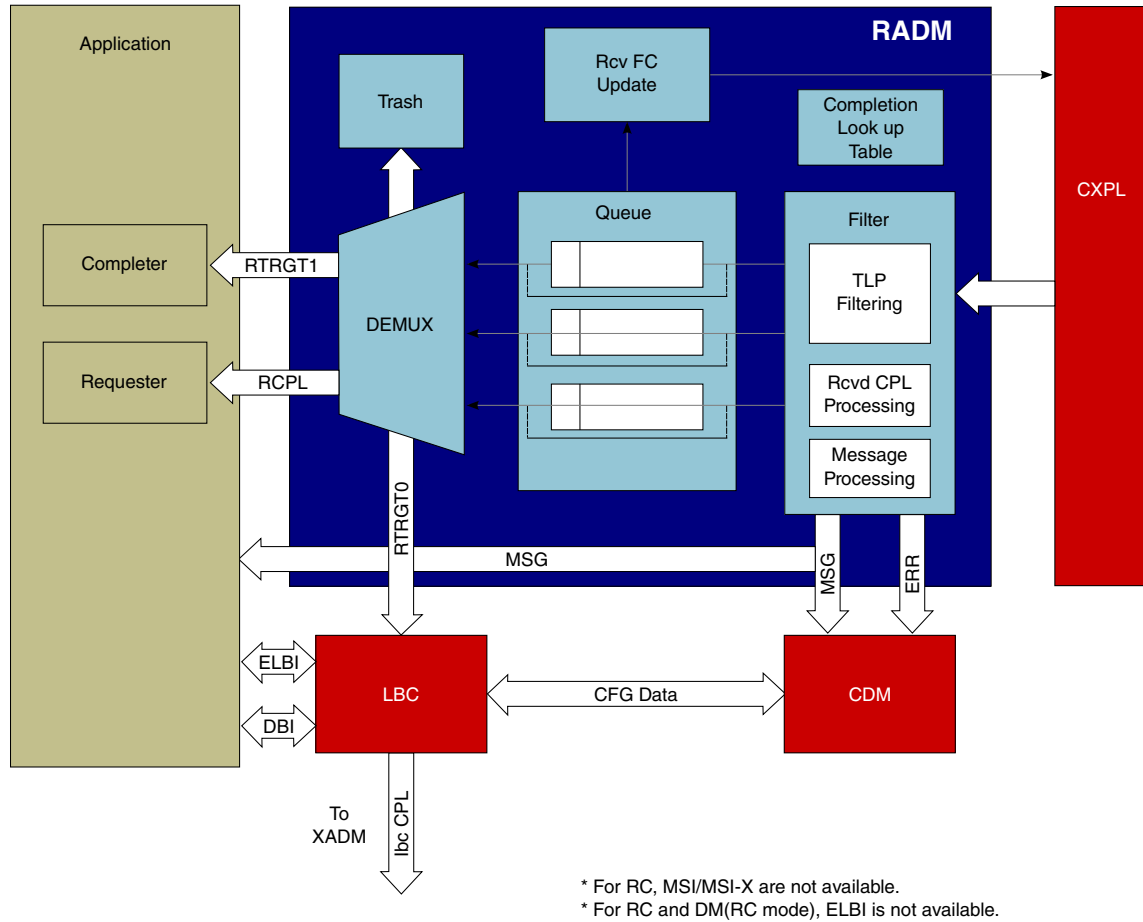 Application
RADM
Rcv FC
Update
Trash
Completion
Look up
Table
CXPL
Queue
Filter
Completer
RTRGT1
TLP
Filtering
DEMUX
Requester
RCPL
Rcvd CPL
Processing
Message
Processing
RTRGT0
MSG
MSG
ERR
ELBI
LBC
CFG Data
CDM
DBI
To
XADM
lbc CPL
* For RC, MSI/MSI-X are not available.
* For RC and DM(RC mode), ELBI is not available.